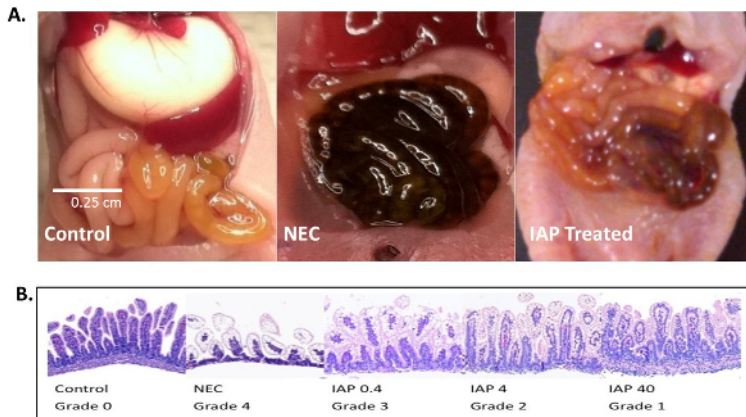 A.
0.25 cm
Control
NEC
IAP Treated
B.
Control
Grade 0
NEC
Grade 4
IAP 0.4
Grade 3
IAP 4
Grade 2
IAP 40
Grade 1